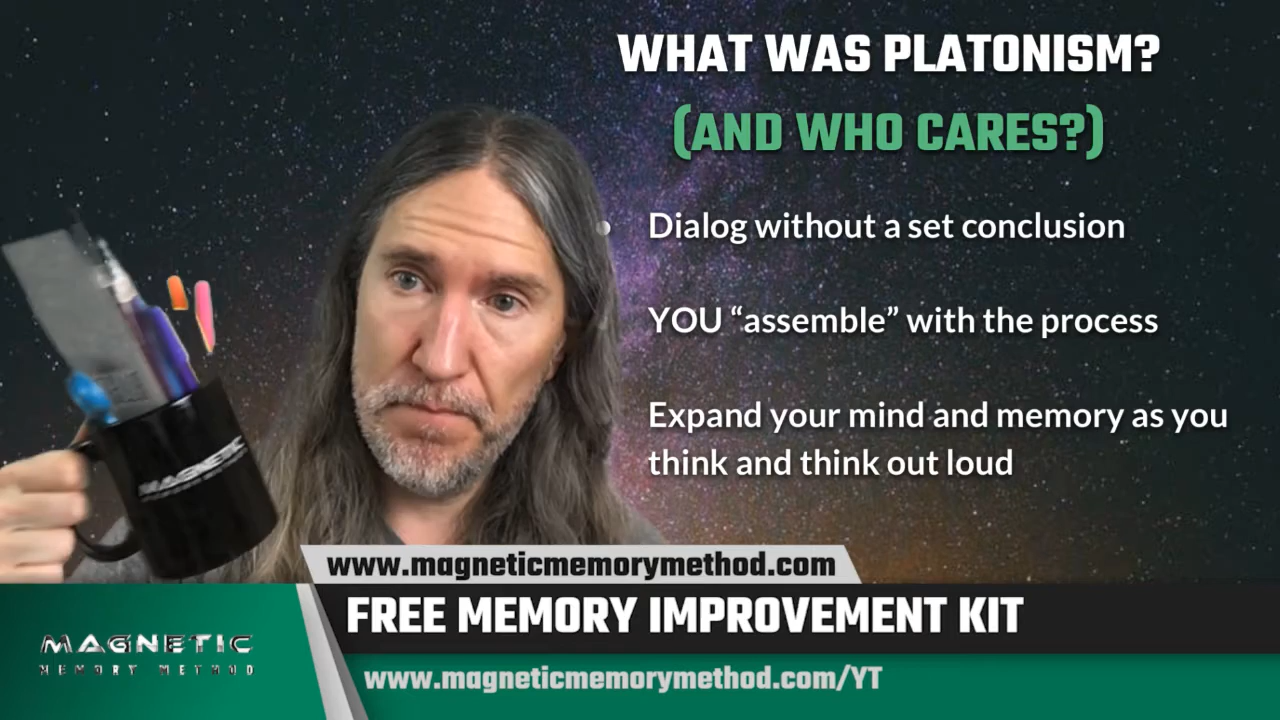 WHAT WAS PLATONISM?
(AND WHO CARES?)
Dialog without a set conclusion
YOU “assemble” with the process
Expand your mind and memory as you
think and think out loud
MAGNETIC
www.magneticmemorymethod.com
FREE MEMORY IMPROVEMENT KIT
www.magneticmemorymethod.com/YT
MAGNETIC
MEMORY METHOD